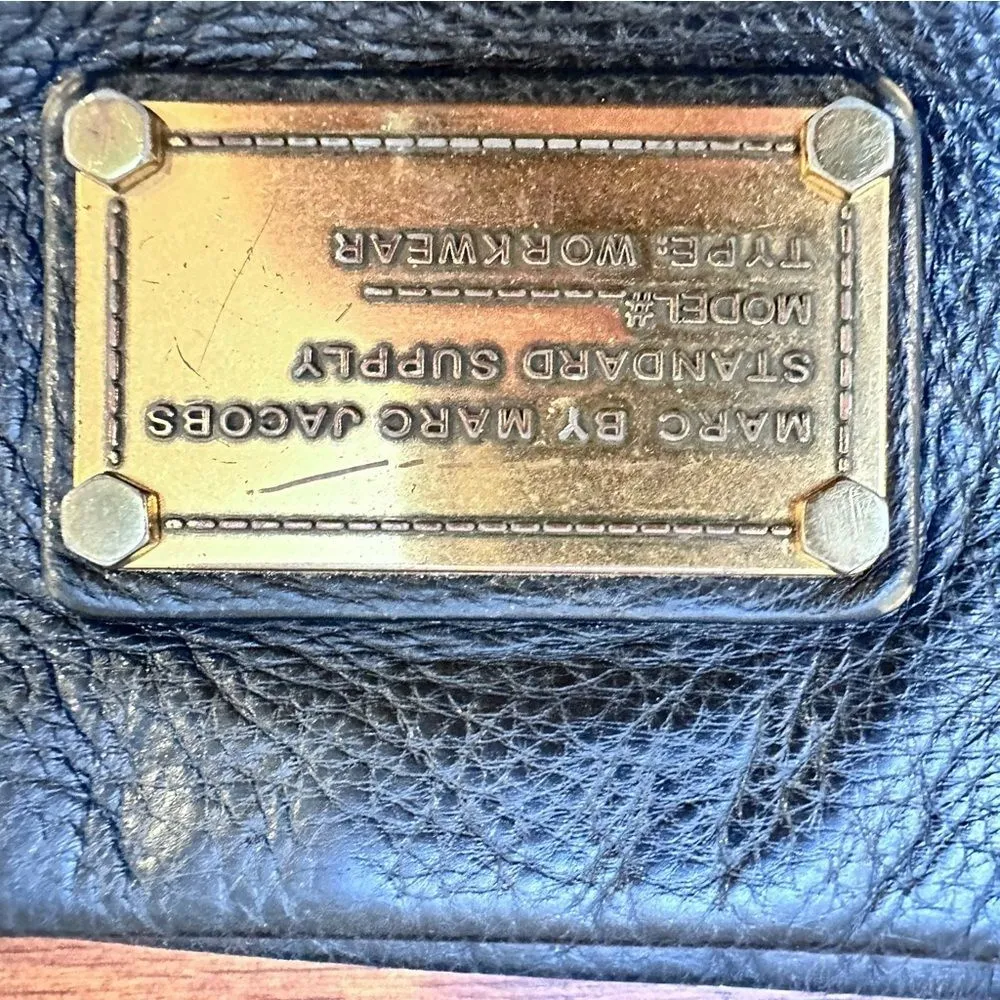 MARC BY MARC JACOBS
STANDARD SUPPLY
MODEL#
TYPE: WORKWEAR